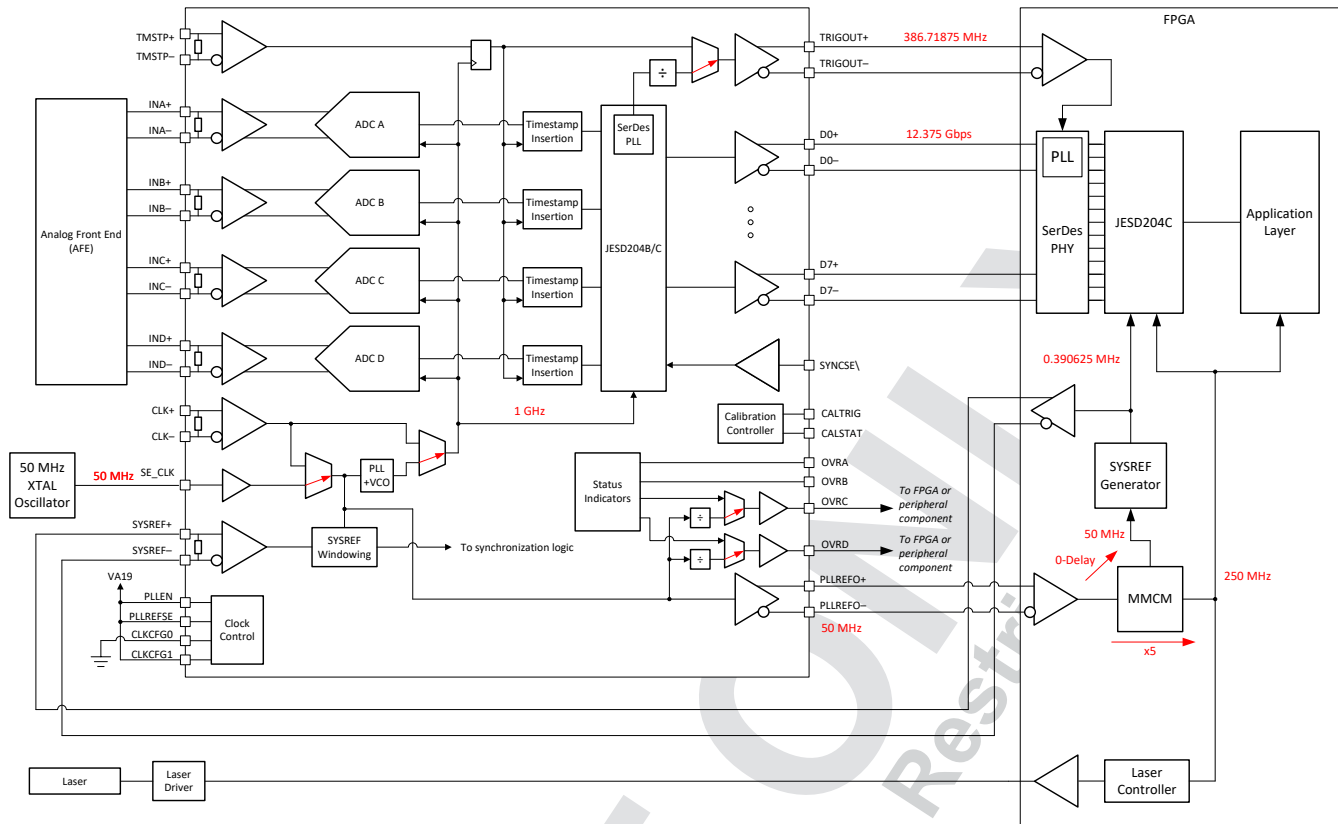 FPGA
TMSTP+
TMSTP–
TRIGOUT+
386.71875 MHz
TRIGOUT–
÷
INA+
INA–
ADC A
Timestamp
Insertion
SerDes
PLL
D0+
12.375 Gbps
D0–
PLL
INB+
INB–
ADC B
Timestamp
Insertion
Analog Front End
(AFE)
JESD204B/C
SerDes
PHY
JESD204C
Application
Layer
INC+
INC–
ADC C
Timestamp
Insertion
D7+
D7–
IND+
IND–
ADC D
Timestamp
Insertion
SYNCSE\
0.390625 MHz
CLK+
CLK–
1 GHz
Calibration
Controller
CALTRIG
CALSTAT
50 MHz
XTAL
Oscillator
50 MHz
SE_CLK
PLL
+VCO
Status
Indicators
OVRA
OVRB
OVRC
To FPGA or
peripheral
component
SYSREF
Generator
SYSREF+
SYSREF–
SYSREF
Windowing
To synchronization logic
÷
÷
OVRD
To FPGA or
peripheral
component
50 MHz
0-Delay
250 MHz
VA19
PLLEN
PLLREFSE
CLKCFG0
CLKCFG1
Clock
Control
PLLREFO+
PLLREFO–
50 MHz
MMCM
x5
Laser
Laser
Driver
Laser
Controller